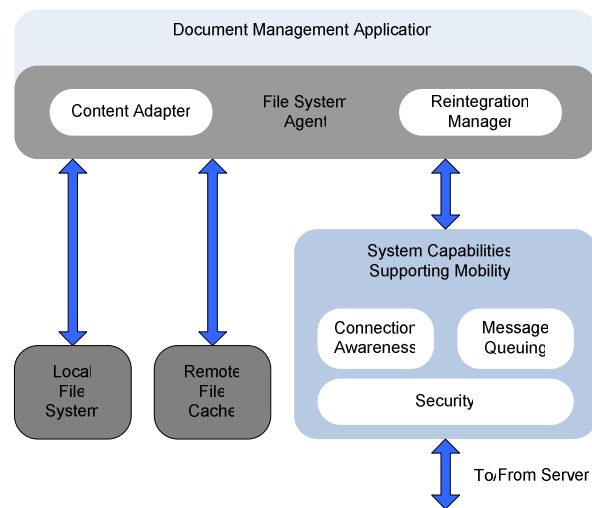 Document Management Application
Content Adapter
File System
Agent
Reintegration
Manager
System Capabilities
Supporting Mobility
Connection
Awareness
Message
Queuing
Security
Local
File
System
Remote
File
Cache
To/From Server